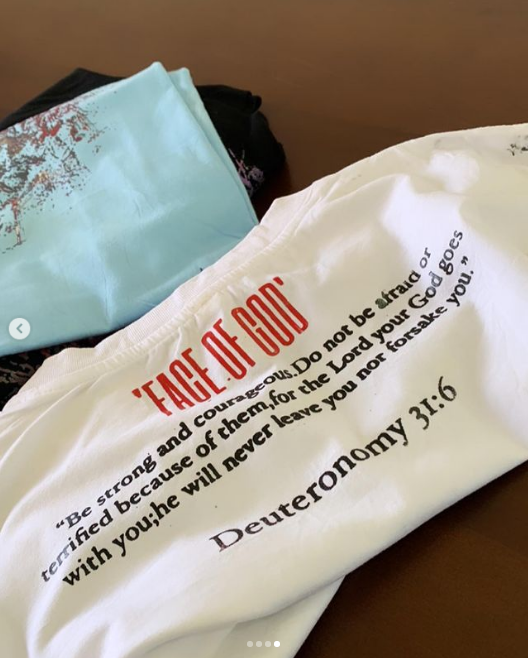 'FACE OF GOD'
"Be strong and courageous.Do not be afraid or
terrified because of them,for the Lord your God goes
with you;he will never leave you nor forsake you."
Deuteronomy 31:6